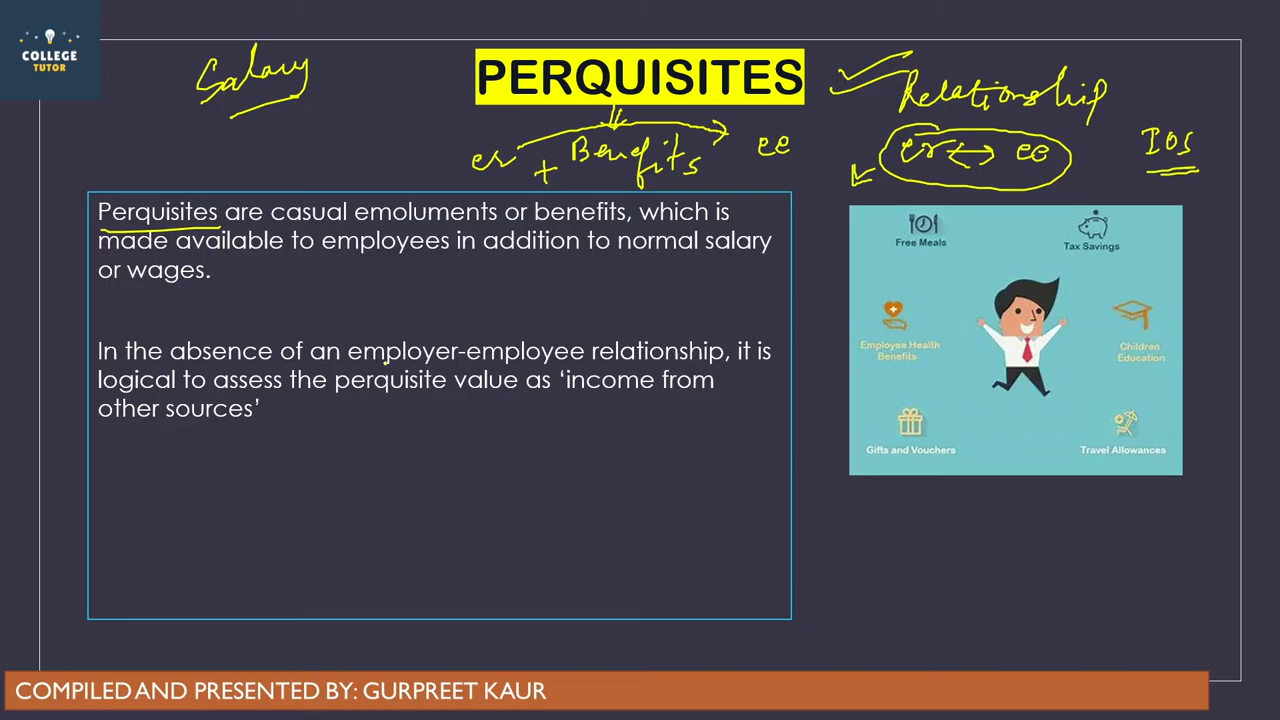 COLLEGE
TUTOR
Salary
PERQUISITES
Relationship
er + Benefits ee
er ↔ ee
IOS
Perquisites are casual emoluments or benefits, which is
made available to employees in addition to normal salary
or wages.
In the absence of an employer-employee relationship, it is
logical to assess the perquisite value as ‘income from
other sources’
Free Meals
Tax Savings
Employee Health
Benefits
Children
Education
Gifts and Vouchers
Travel Allowances
COMPILED AND PRESENTED BY: GURPREET KAUR